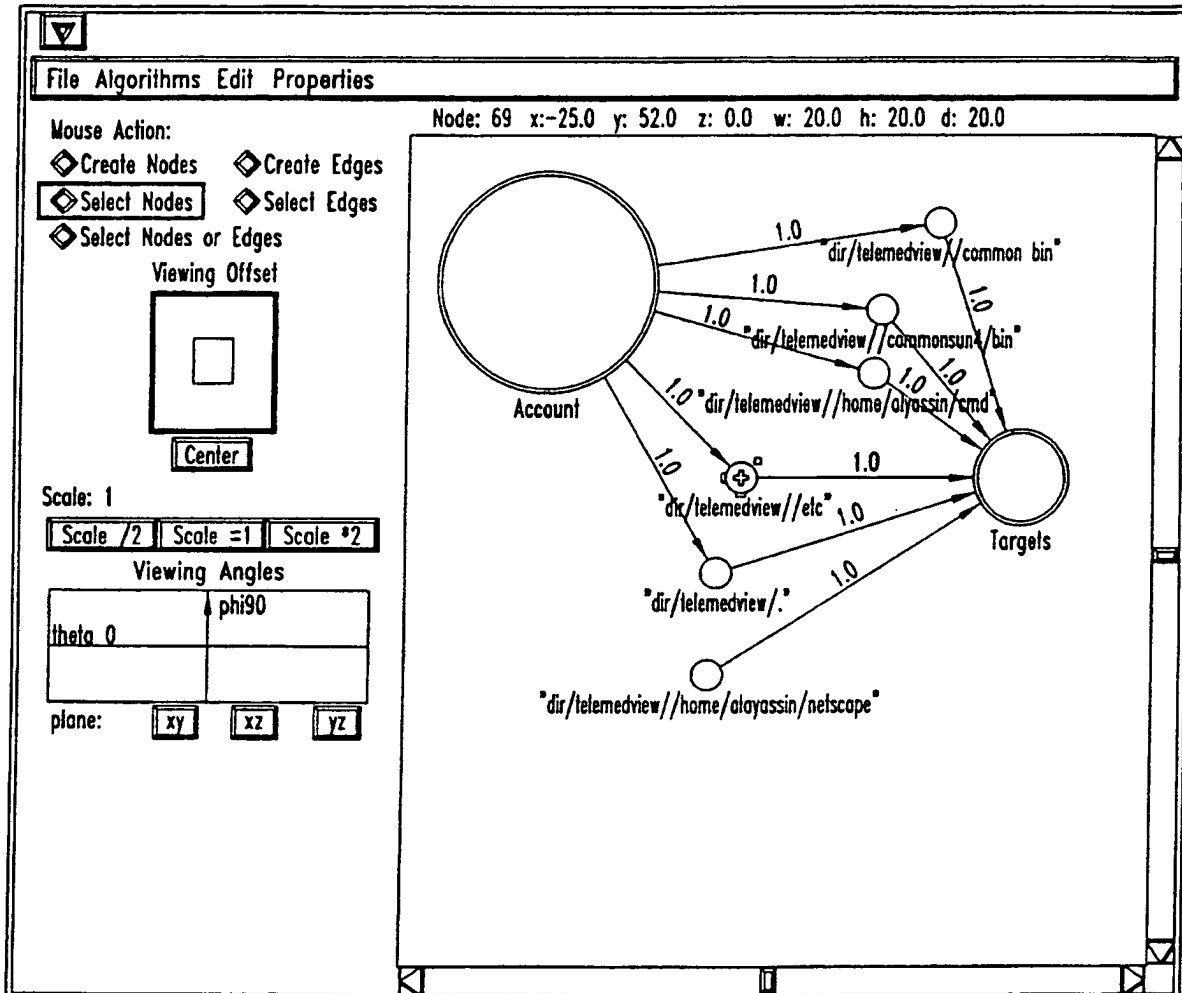 File Algorithms Edit Properties
Node: 69 x:-25.0 y: 52.0 z: 0.0 w: 20.0 h: 20.0 d: 20.0
Mouse Action:
Create Nodes Create Edges
Select Nodes Select Edges
Select Nodes or Edges
Viewing Offset
Center
Scale: 1
Scale /2 Scale =1 Scale *2
Viewing Angles
phi90
theta 0
plane: xy xz yz
Account
1.0
"dir/telemedview//common bin"
1.0
1.0
"dir/telemedview//commonsun4/bin"
1.0
1.0
1.0
"dir/telemedview//home/alyassin/cmd"
1.0
1.0
"dir/telemedview//etc"
1.0
1.0
"dir/telemedview/."
1.0
"dir/telemedview//home/alayassin/netscape"
Targets